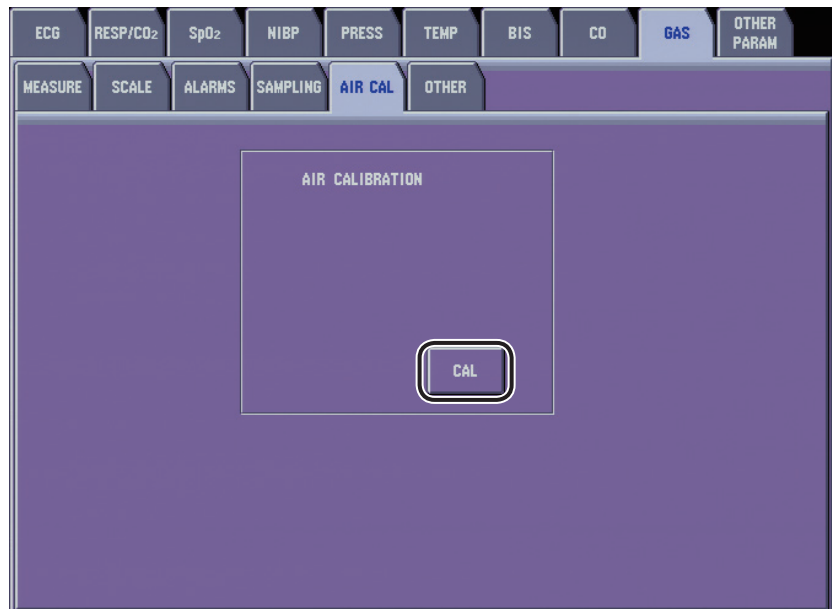 ECG RESP/CO₂ SpO₂ NIBP PRESS TEMP BIS CO GAS OTHER PARAM
MEASURE SCALE ALARMS SAMPLING AIR CAL OTHER
AIR CALIBRATION
CAL